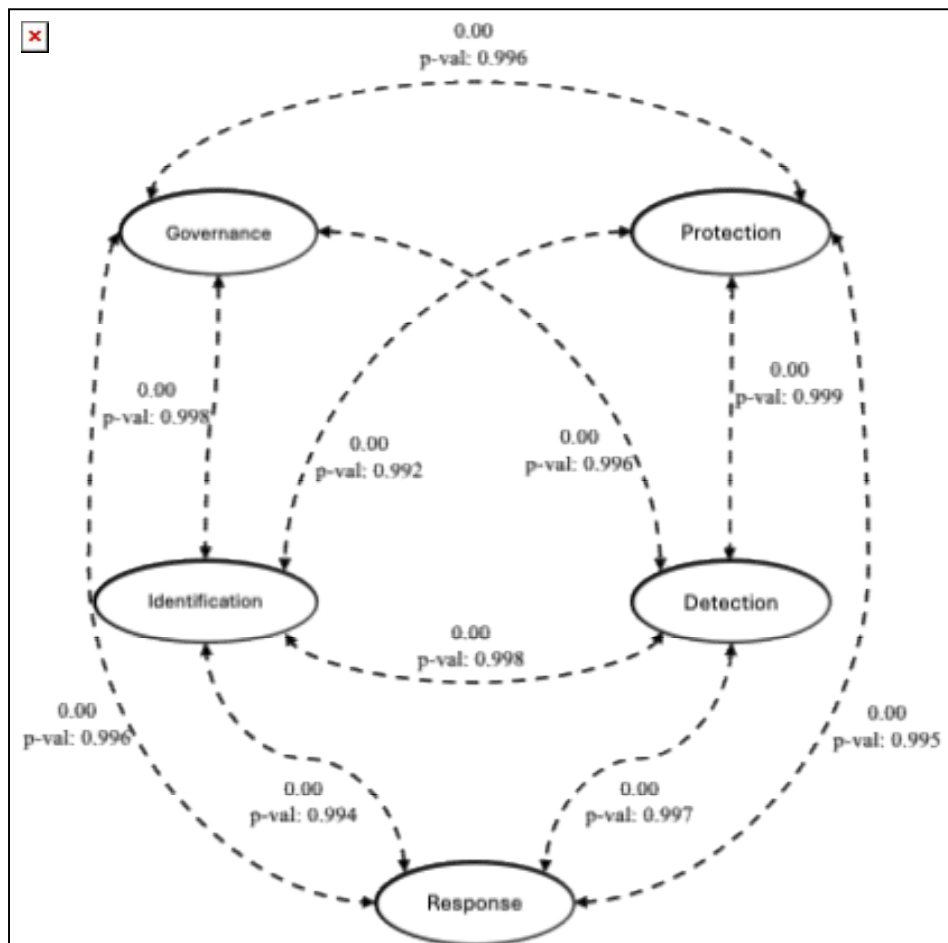 0.00
p-val: 0.996
Governance
Protection
0.00
p-val: 0.998
0.00
p-val: 0.999
0.00
p-val: 0.992
0.00
p-val: 0.996
Identification
Detection
0.00
p-val: 0.998
0.00
p-val: 0.996
0.00
p-val: 0.995
0.00
p-val: 0.994
0.00
p-val: 0.997
Response